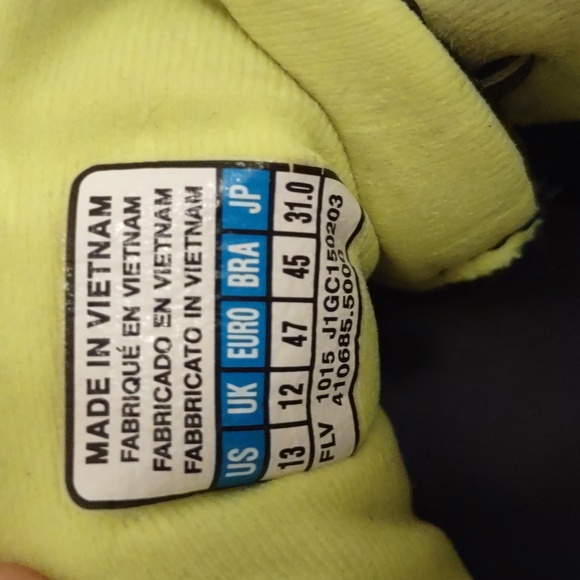 MADE IN VIETNAM
FABRIQUÉ EN VIETNAM
FABRICADO EN VIETNAM
FABBRICATO IN VIETNAM
US UK EURO BRA JP
13 12 47 45 31.0
FLV 1015 J1GC150203
410685.5000